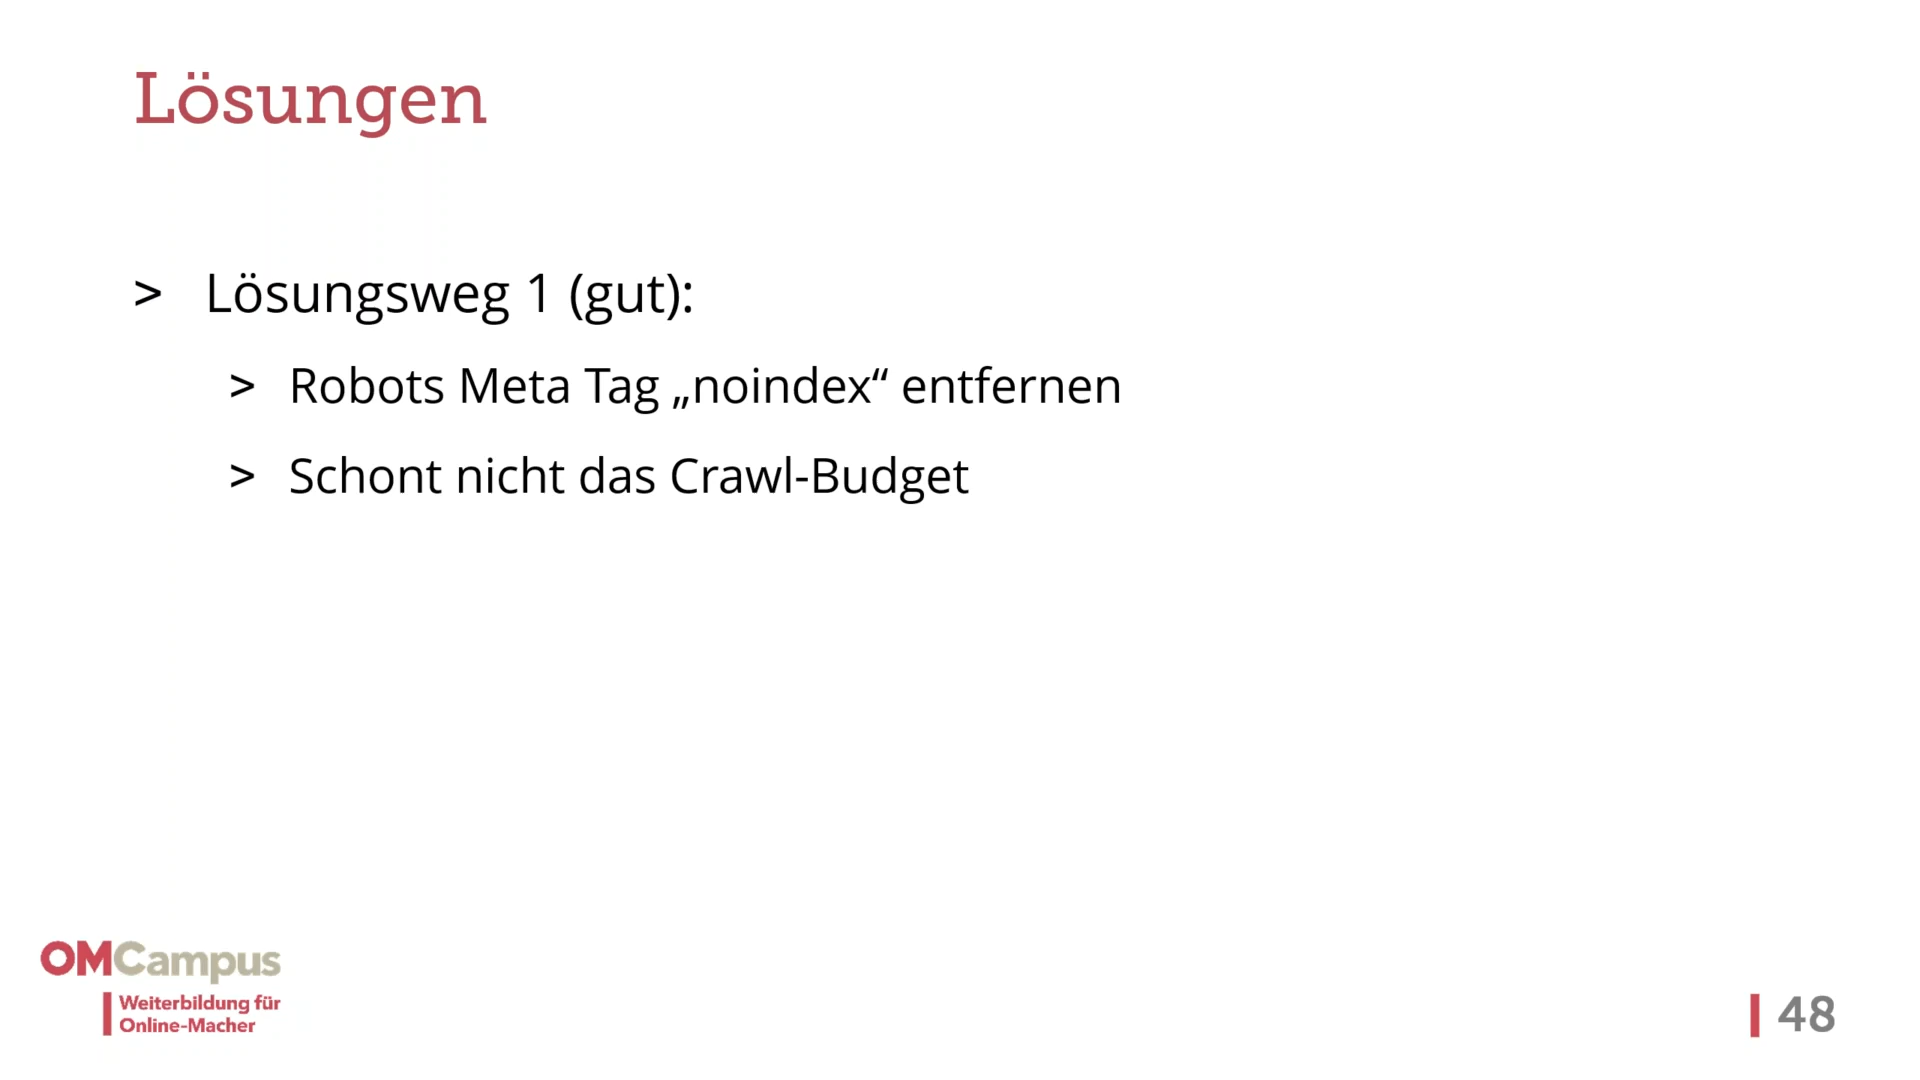 Lösungen
> Lösungsweg 1 (gut):
> Robots Meta Tag „noindex“ entfernen
> Schont nicht das Crawl-Budget
OMCampus
Weiterbildung für
Online-Macher
48